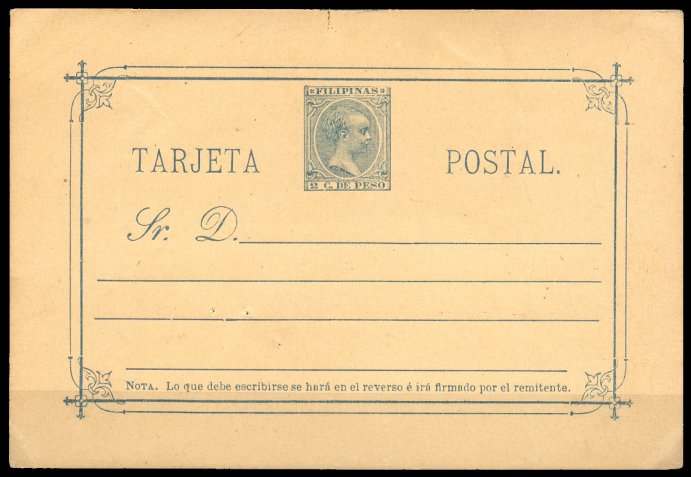 FILIPINAS
2 C. DE PESO
TARJETA POSTAL.
Sr. D.
NOTA. Lo que debe escribirse se hará en el reverso é irá firmado por el remitente.